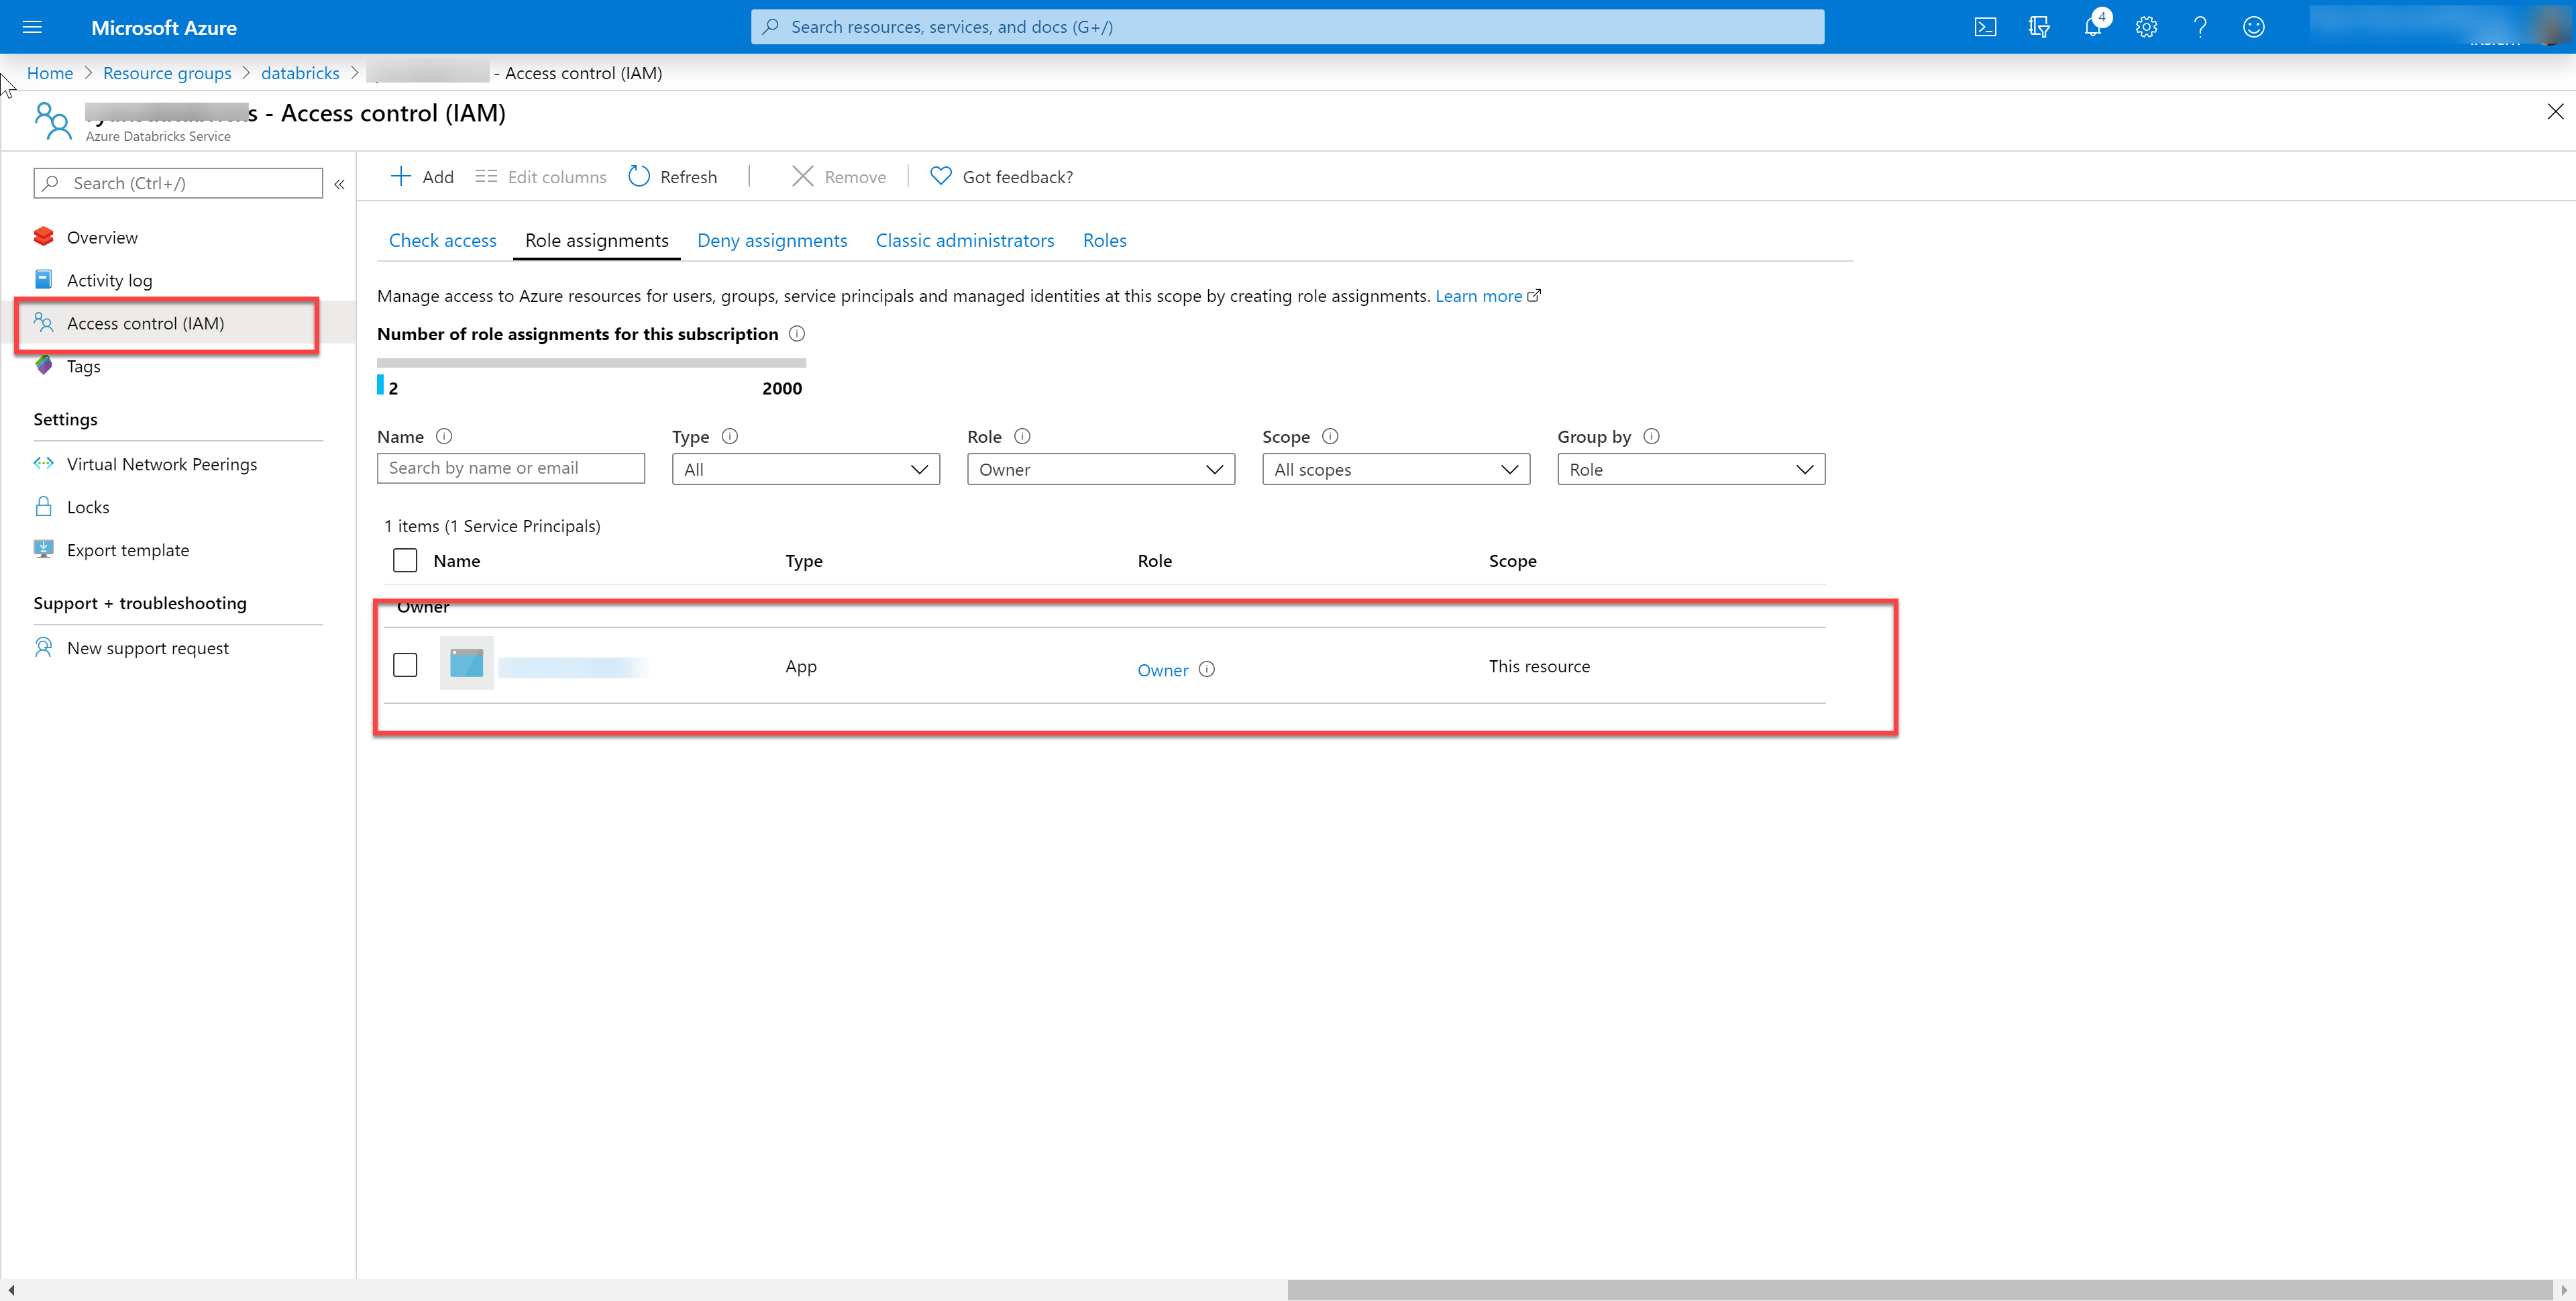 Microsoft Azure
Search resources, services, and docs (G+/)
4
Home > Resource groups > databricks > - Access control (IAM)
- Access control (IAM)
Azure Databricks Service
Search (Ctrl+/)
«
Add
Edit columns
Refresh
Remove
Got feedback?
Overview
Activity log
Access control (IAM)
Tags
Settings
Virtual Network Peerings
Locks
Export template
Support + troubleshooting
New support request
Check access
Role assignments
Deny assignments
Classic administrators
Roles
Manage access to Azure resources for users, groups, service principals and managed identities at this scope by creating role assignments. Learn more
Number of role assignments for this subscription
2
2000
Name
Type
Role
Scope
Group by
Search by name or email
All
Owner
All scopes
Role
1 items (1 Service Principals)
Name
Type
Role
Scope
Owner
App
Owner
This resource